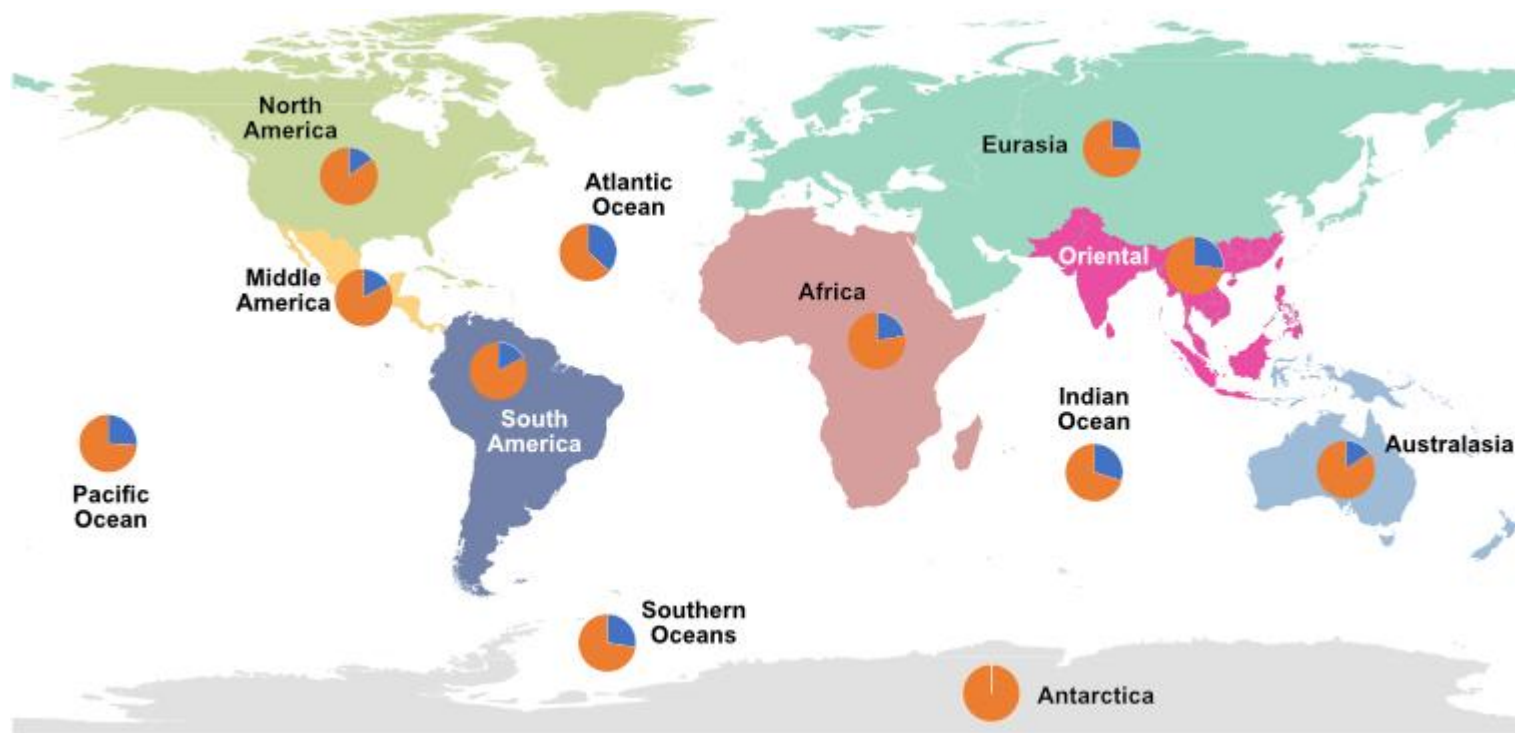 North
America
Eurasia
Atlantic
Ocean
Oriental
Middle
America
Africa
South
America
Indian
Ocean
Australasia
Pacific
Ocean
Southern
Oceans
Antarctica